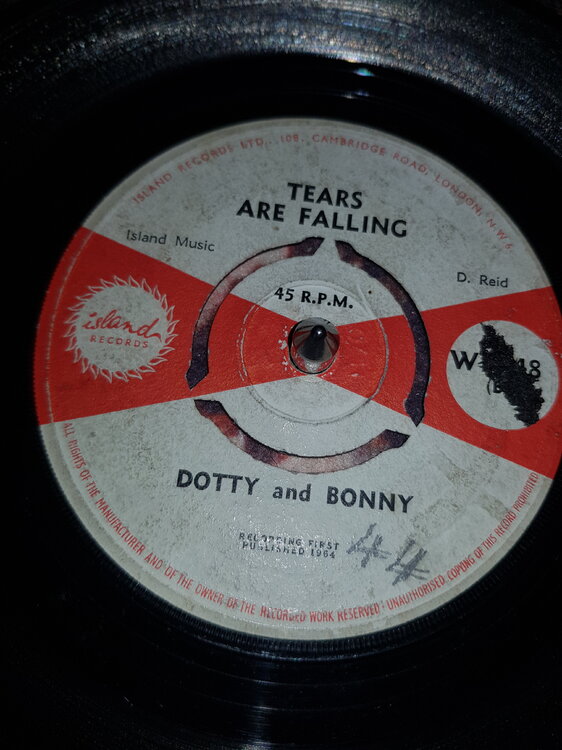 ISLAND RECORDS LTD., 108, CAMBRIDGE ROAD, LONDON, N.W.6.
TEARS
ARE FALLING
Island Music
D. Reid
45 R.P.M.
island
RECORDS
W 48
DOTTY and BONNY
RECORDING FIRST
PUBLISHED 1964
44
ALL RIGHTS OF THE MANUFACTURER AND OF THE OWNER OF THE RECORDED WORK RESERVED · UNAUTHORISED COPYING OF THIS RECORD PROHIBITED